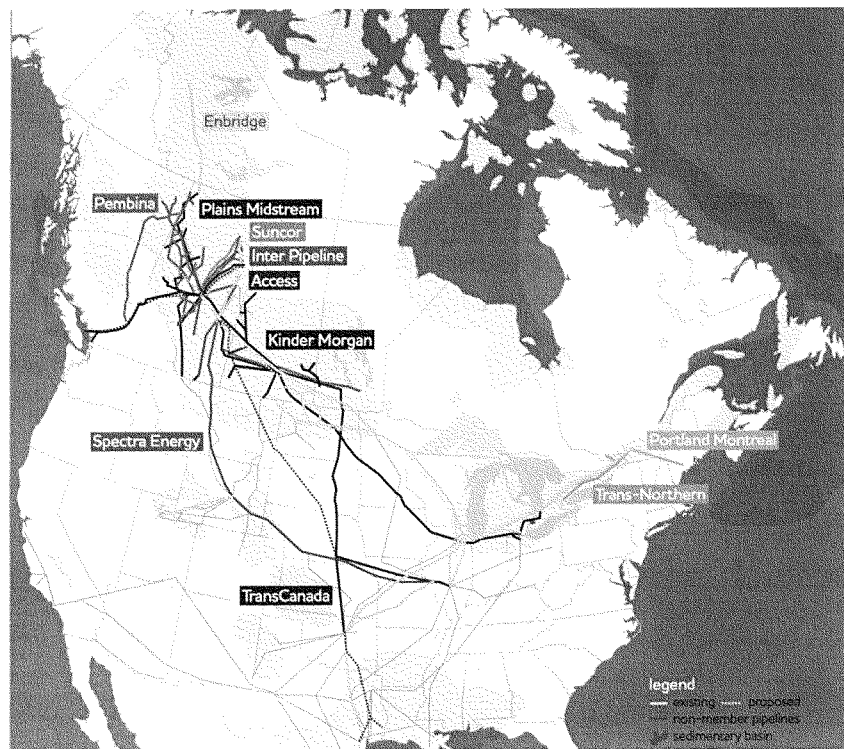 Enbridge
Pembina
Plains Midstream
Suncor
Inter Pipeline
Access
Kinder Morgan
Spectra Energy
Portland Montreal
Trans-Northern
TransCanada
legend
existing proposed
non-member pipelines
sedimentary basin